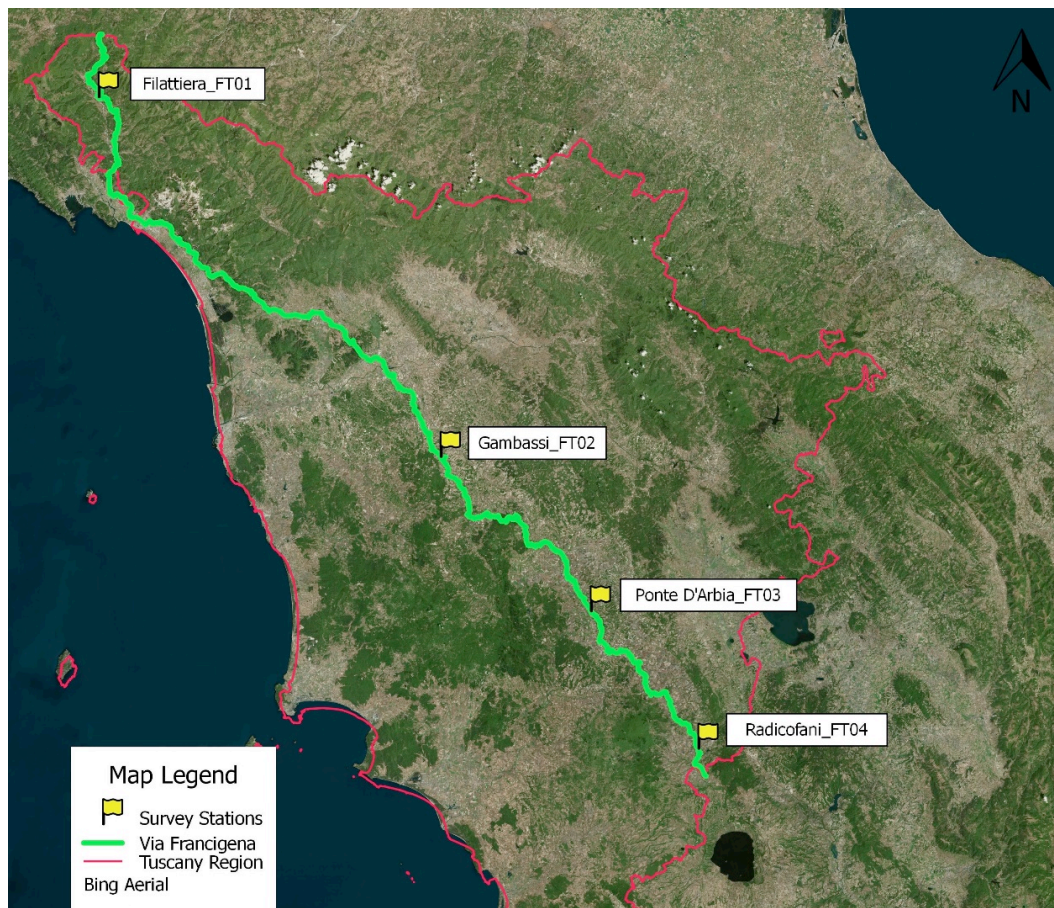 N
Filattiera_FT01
Gambassi_FT02
Ponte D'Arbia_FT03
Radicofani_FT04
Map Legend
Survey Stations
Via Francigena
Tuscany Region
Bing Aerial